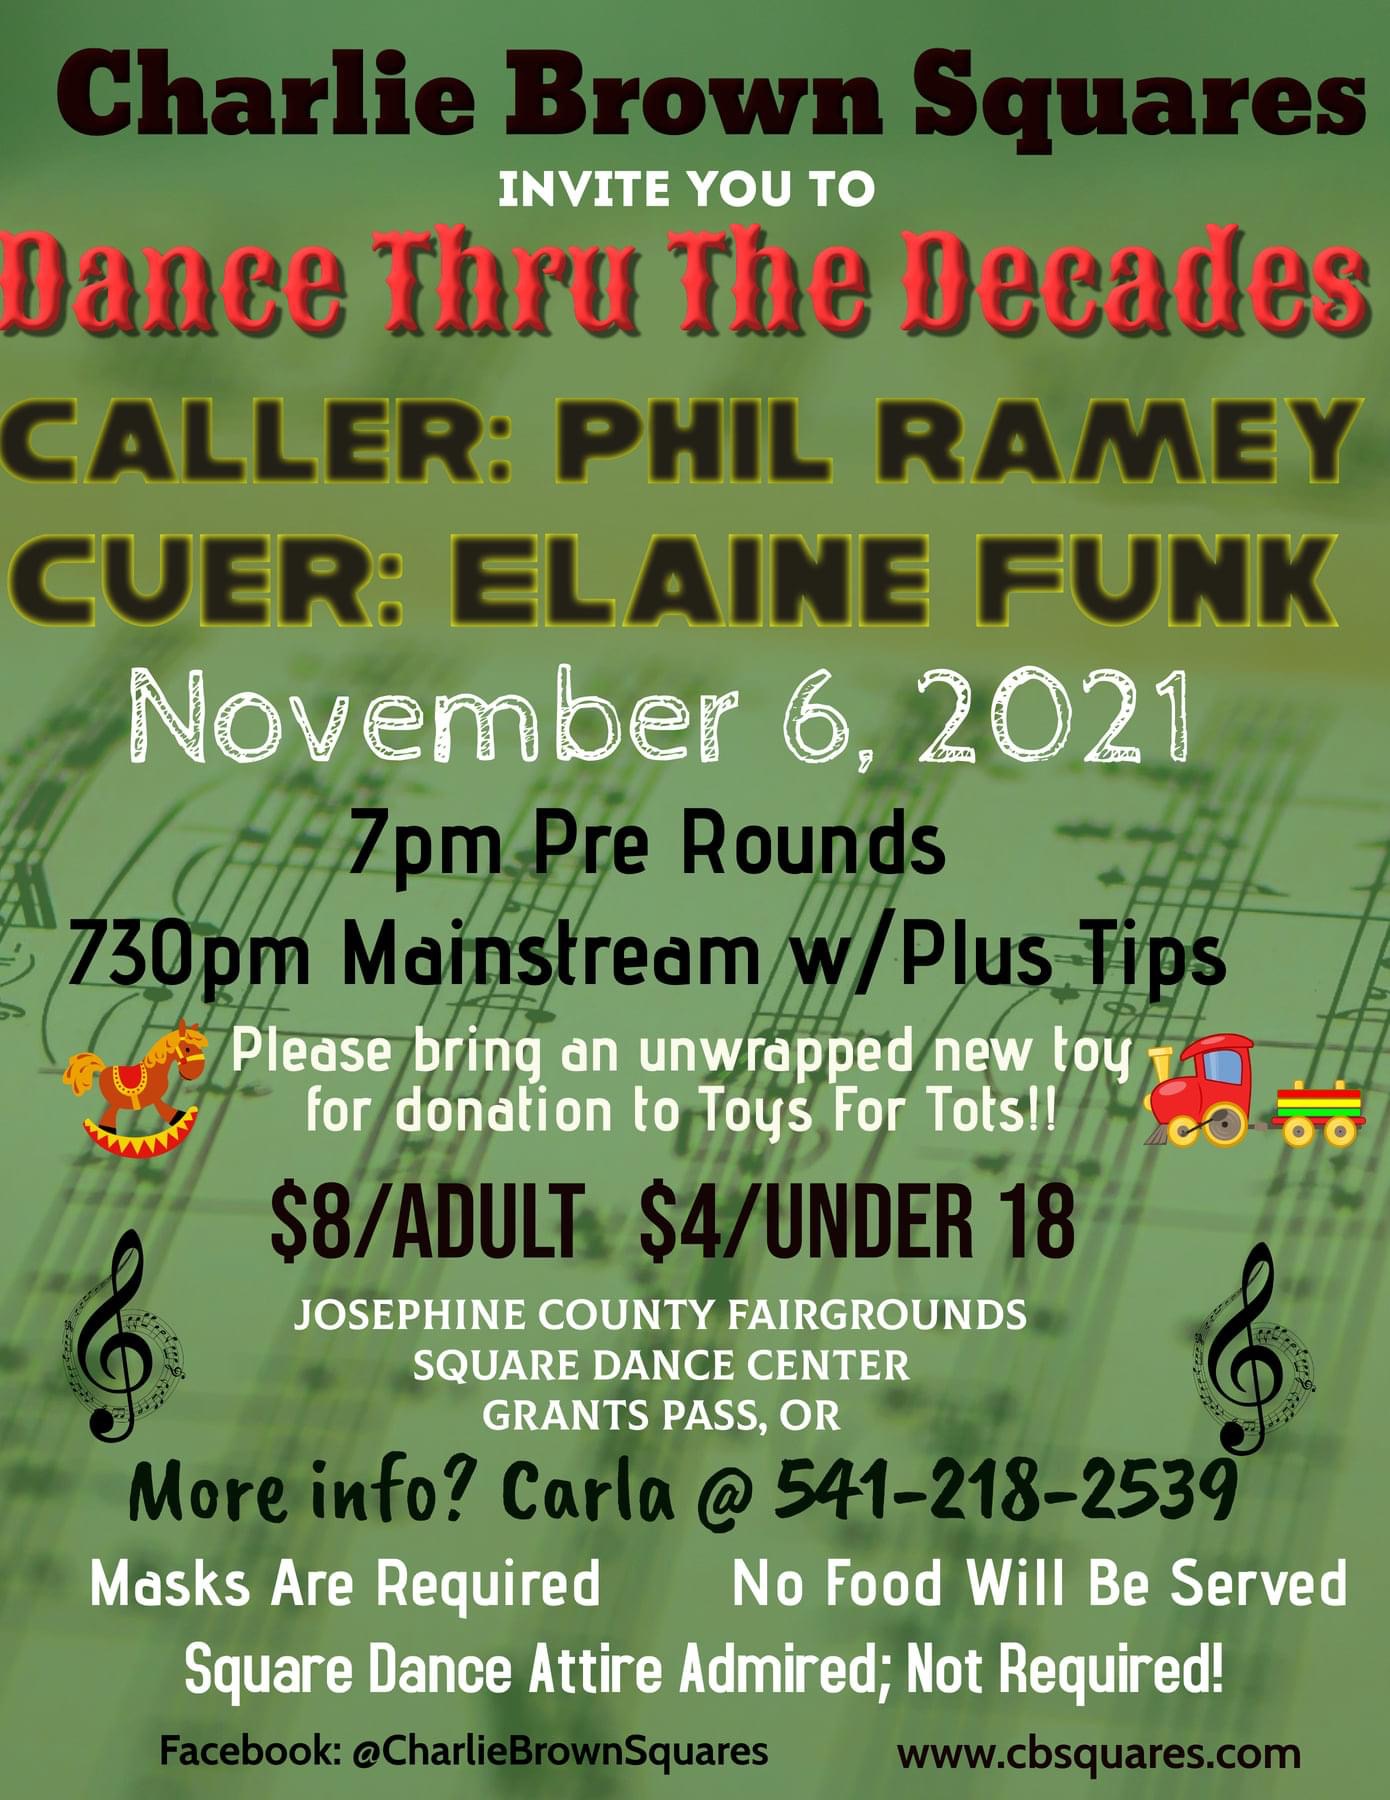 Charlie Brown Squares
INVITE YOU TO
Dance Thru The Decades
CALLER: PHIL RAMEY
CUER: ELAINE FUNK
November 6, 2021
7pm Pre Rounds
730pm Mainstream w/Plus Tips
Please bring an unwrapped new toy
for donation to Toys For Tots!!
$8/ADULT $4/UNDER 18
JOSEPHINE COUNTY FAIRGROUNDS
SQUARE DANCE CENTER
GRANTS PASS, OR
More info? Carla @ 541-218-2539
Masks Are Required No Food Will Be Served
Square Dance Attire Admired; Not Required!
Facebook: @CharlieBrownSquares www.cbsquares.com